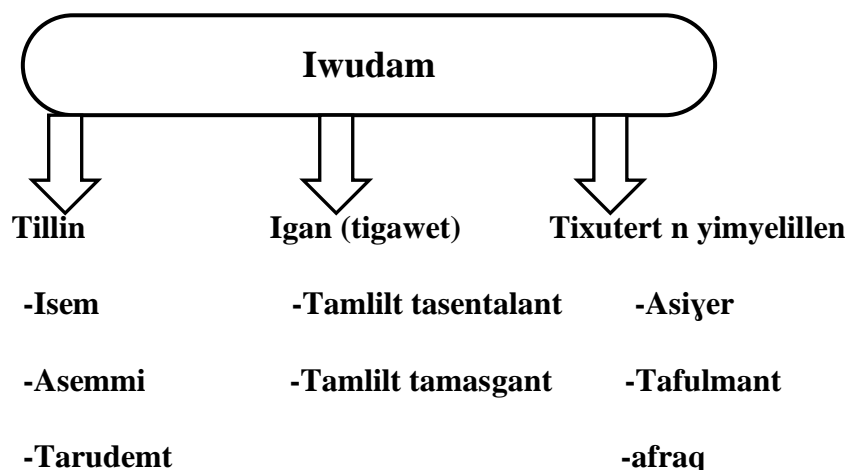 Iwudam
Tillin Igan (tigawet) Tixutert n yimyelillen
-Isem -Tamlilt tasentalant -Asiɣer
-Asemmi -Tamlilt tamasgant -Tafulmant
-Tarudemt -afraq